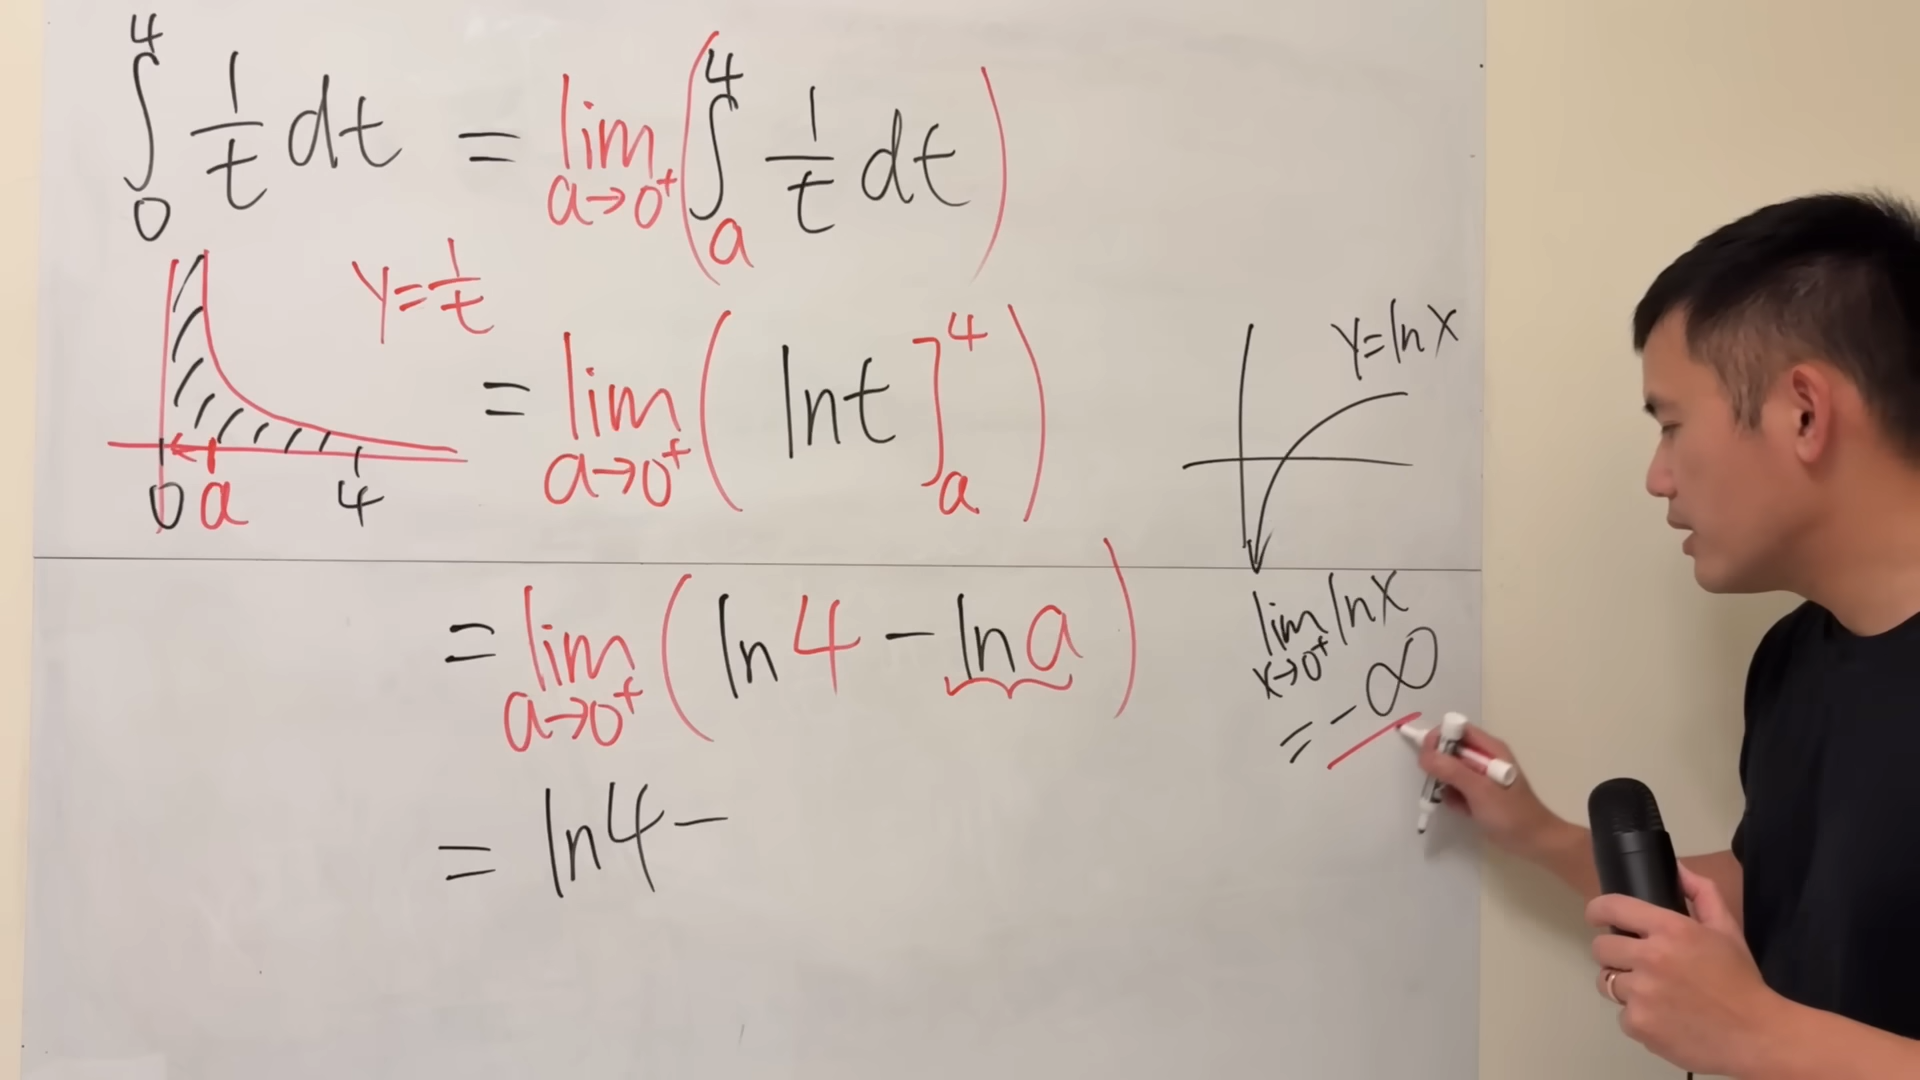 ∫₀⁴ 1/t dt = lim a→0⁺ (∫ₐ⁴ 1/t dt)
y = 1/t
0 a 4
= lim a→0⁺ (ln t]ₐ⁴)
y = ln x
= lim a→0⁺ (ln 4 − ln a)
lim x→0⁺ ln x
= −∞
= ln 4 −